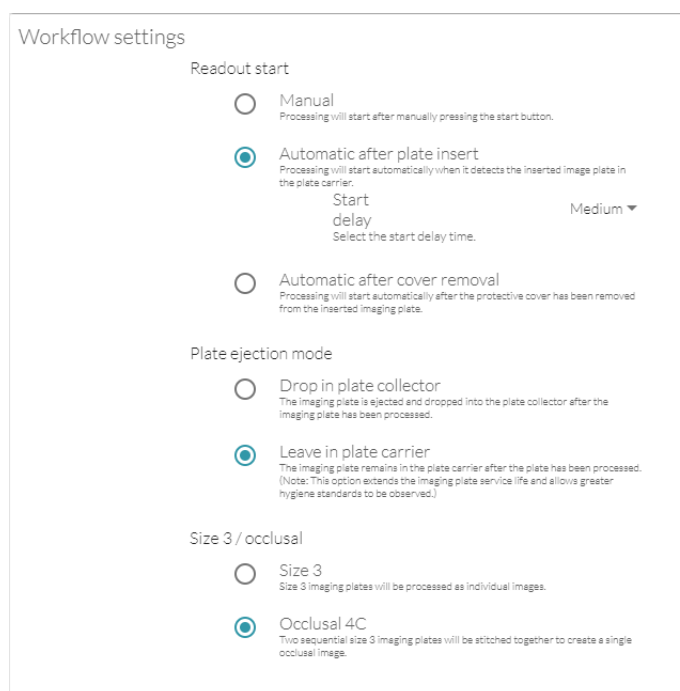 Workflow settings
Readout start
Manual
Processing will start after manually pressing the start button.
Automatic after plate insert
Processing will start automatically when it detects the inserted image plate in
the plate carrier.
Start
delay
Medium
Select the start delay time.
Automatic after cover removal
Processing will start automatically after the protective cover has been removed
from the inserted imaging plate.
Plate ejection mode
Drop in plate collector
The imaging plate is ejected and dropped into the plate collector after the
imaging plate has been processed.
Leave in plate carrier
The imaging plate remains in the plate carrier after the plate has been processed.
(Note: This option extends the imaging plate service life and allows greater
hygiene standards to be observed.)
Size 3 / occlusal
Size 3
Size 3 imaging plates will be processed as individual images.
Occlusal 4C
Two sequential size 3 imaging plates will be stitched together to create a single
occlusal image.